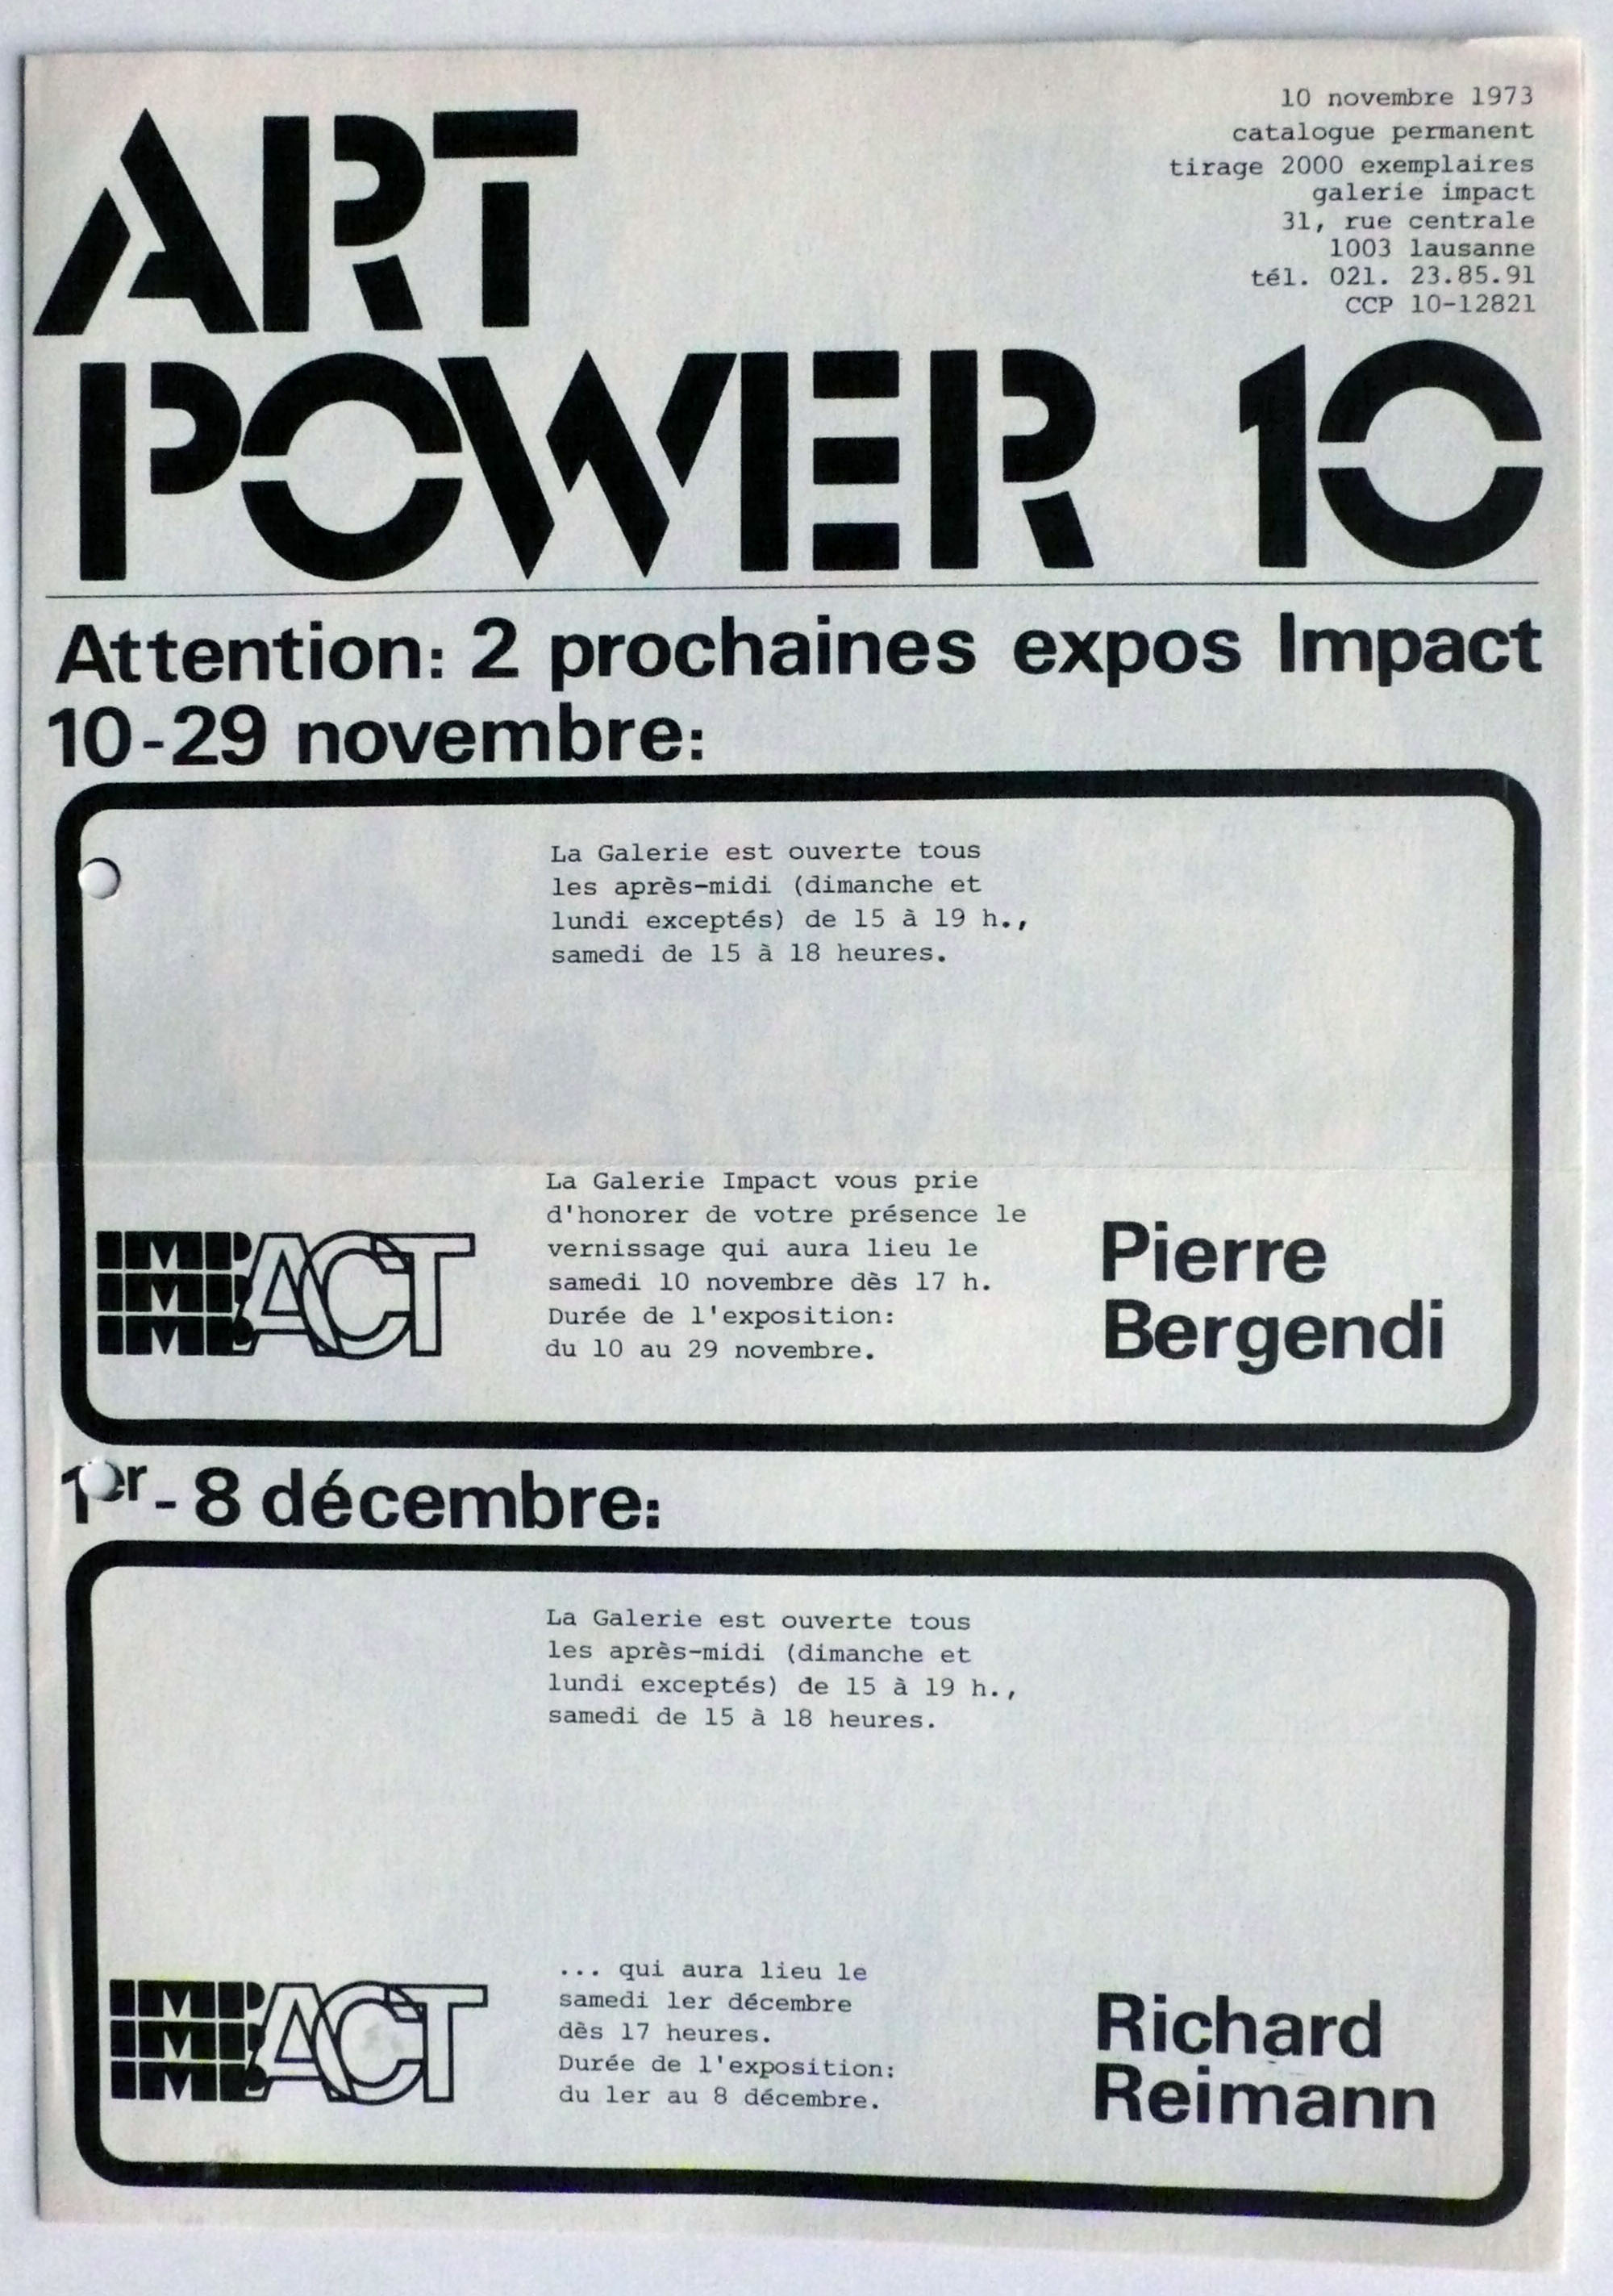 ART
POWER 10
10 novembre 1973
catalogue permanent
tirage 2000 exemplaires
galerie impact
31, rue centrale
1003 lausanne
tél. 021. 23.85.91
CCP 10-12821
Attention: 2 prochaines expos Impact
10-29 novembre:
La Galerie est ouverte tous
les après-midi (dimanche et
lundi exceptés) de 15 à 19 h.,
samedi de 15 à 18 heures.
IMPACT
La Galerie Impact vous prie
d'honorer de votre présence le
vernissage qui aura lieu le
samedi 10 novembre dès 17 h.
Durée de l'exposition:
du 10 au 29 novembre.
Pierre
Bergendi
1er-8 décembre:
La Galerie est ouverte tous
les après-midi (dimanche et
lundi exceptés) de 15 à 19 h.,
samedi de 15 à 18 heures.
IMPACT
... qui aura lieu le
samedi 1er décembre
dès 17 heures.
Durée de l'exposition:
du 1er au 8 décembre.
Richard
Reimann